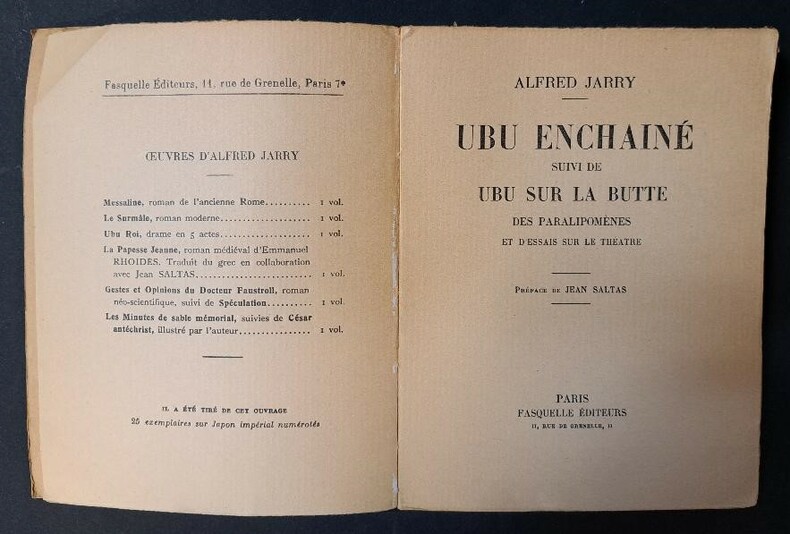 Fasquelle Éditeurs, 11, rue de Grenelle, Paris 7e
ŒUVRES D'ALFRED JARRY
Messaline, roman de l'ancienne Rome.......... 1 vol.
Le Surmâle, roman moderne.................... 1 vol.
Ubu Roi, drame en 5 actes.................... 1 vol.
La Papesse Jeanne, roman médiéval d'Emmanuel
RHOIDES. Traduit du grec en collaboration
avec Jean SALTAS.......................... 1 vol.
Gestes et Opinions du Docteur Faustroll, roman
néo-scientifique, suivi de Spéculation.......... 1 vol.
Les Minutes de sable mémorial, suivies de César
antéchrist, illustré par l'auteur................ 1 vol.
IL A ÉTÉ TIRÉ DE CET OUVRAGE
25 exemplaires sur Japon impérial numérotés
ALFRED JARRY
UBU ENCHAINÉ
SUIVI DE
UBU SUR LA BUTTE
DES PARALIPOMÈNES
ET D'ESSAIS SUR LE THEATRE
PRÉFACE DE JEAN SALTAS
PARIS
FASQUELLE ÉDITEURS
11, RUE DE GRENELLE, 11